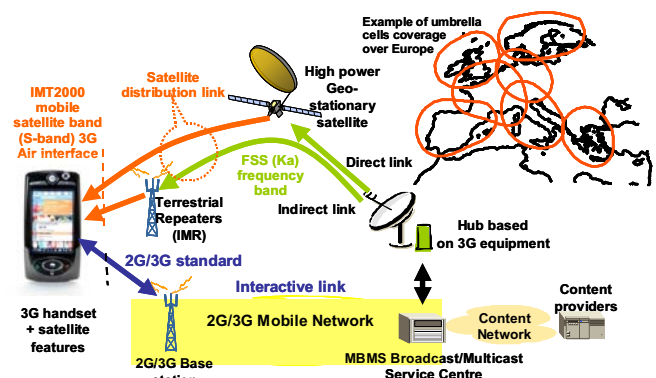 Example of umbrella
cells coverage
over Europe
High power
Geo-
stationary
satellite
Satellite
distribution link
IMT2000
mobile
satellite band
(S-band) 3G
Air interface
FSS (Ka)
frequency
band
Direct link
Indirect link
Terrestrial
Repeaters
(IMR)
Hub based
on 3G equipment
2G/3G standard
Interactive link
3G handset
+ satellite
features
2G/3G Mobile Network
Content
Network
Content
providers
2G/3G Base
station
MBMS Broadcast/Multicast
Service Centre